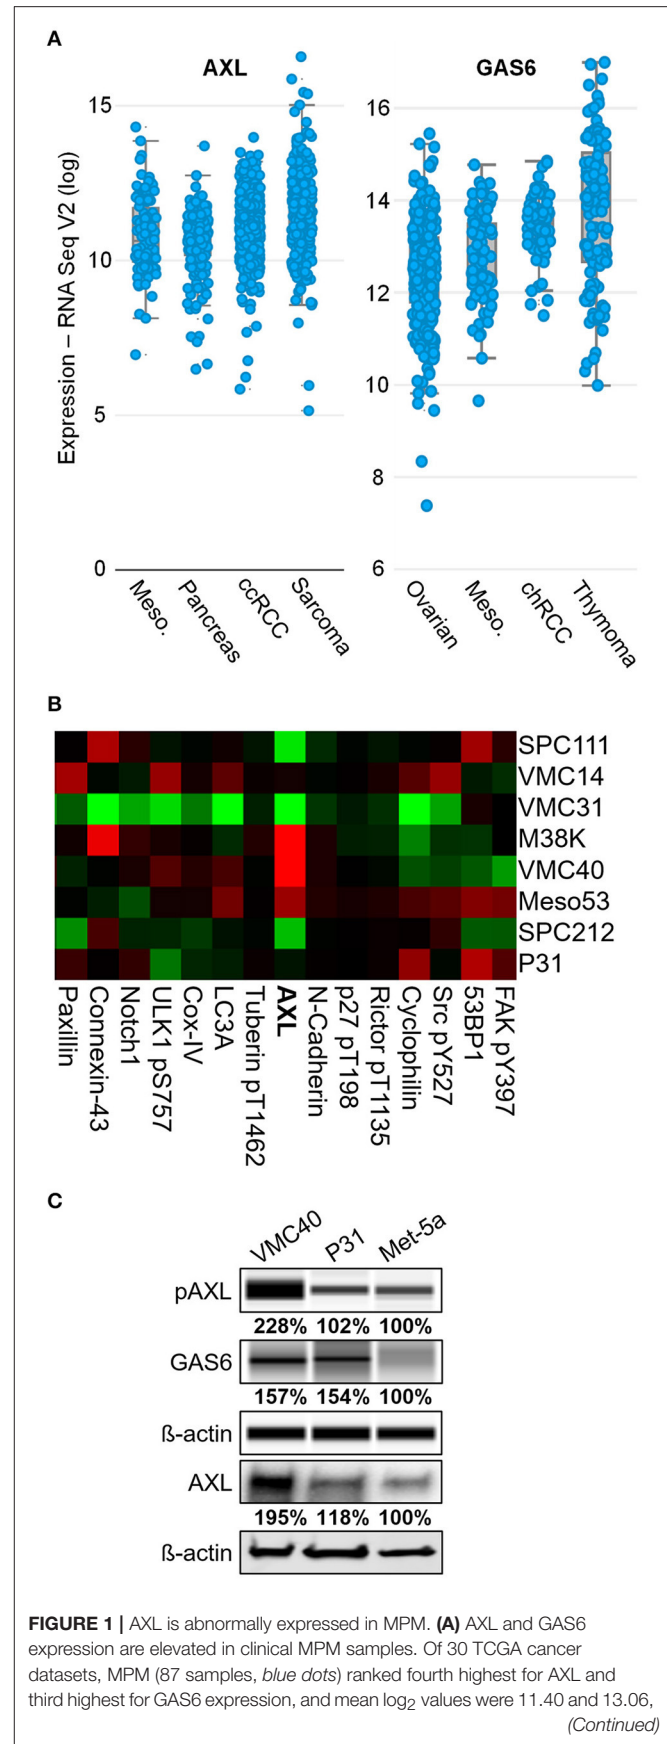 A
AXL
GAS6
Expression – RNA Seq V2 (log)
15
10
5
0
16
14
12
10
8
6
Meso.
Pancreas
ccRCC
Sarcoma
Ovarian
Meso.
chRCC
Thymoma
B
SPC111
VMC14
VMC31
M38K
VMC40
Meso53
SPC212
P31
Paxillin
Connexin-43
Notch1
ULK1 pS757
Cox-IV
LC3A
Tuberin pT1462
AXL
N-Cadherin
p27 pT198
Rictor pT1135
Cyclophilin
Src pY527
53BP1
FAK pY397
C
VMC40 P31 Met-5a
pAXL
228% 102% 100%
GAS6
157% 154% 100%
ß-actin
AXL
195% 118% 100%
ß-actin
FIGURE 1 | AXL is abnormally expressed in MPM. (A) AXL and GAS6
expression are elevated in clinical MPM samples. Of 30 TCGA cancer
datasets, MPM (87 samples, blue dots) ranked fourth highest for AXL and
third highest for GAS6 expression, and mean log2 values were 11.40 and 13.06,
(Continued)